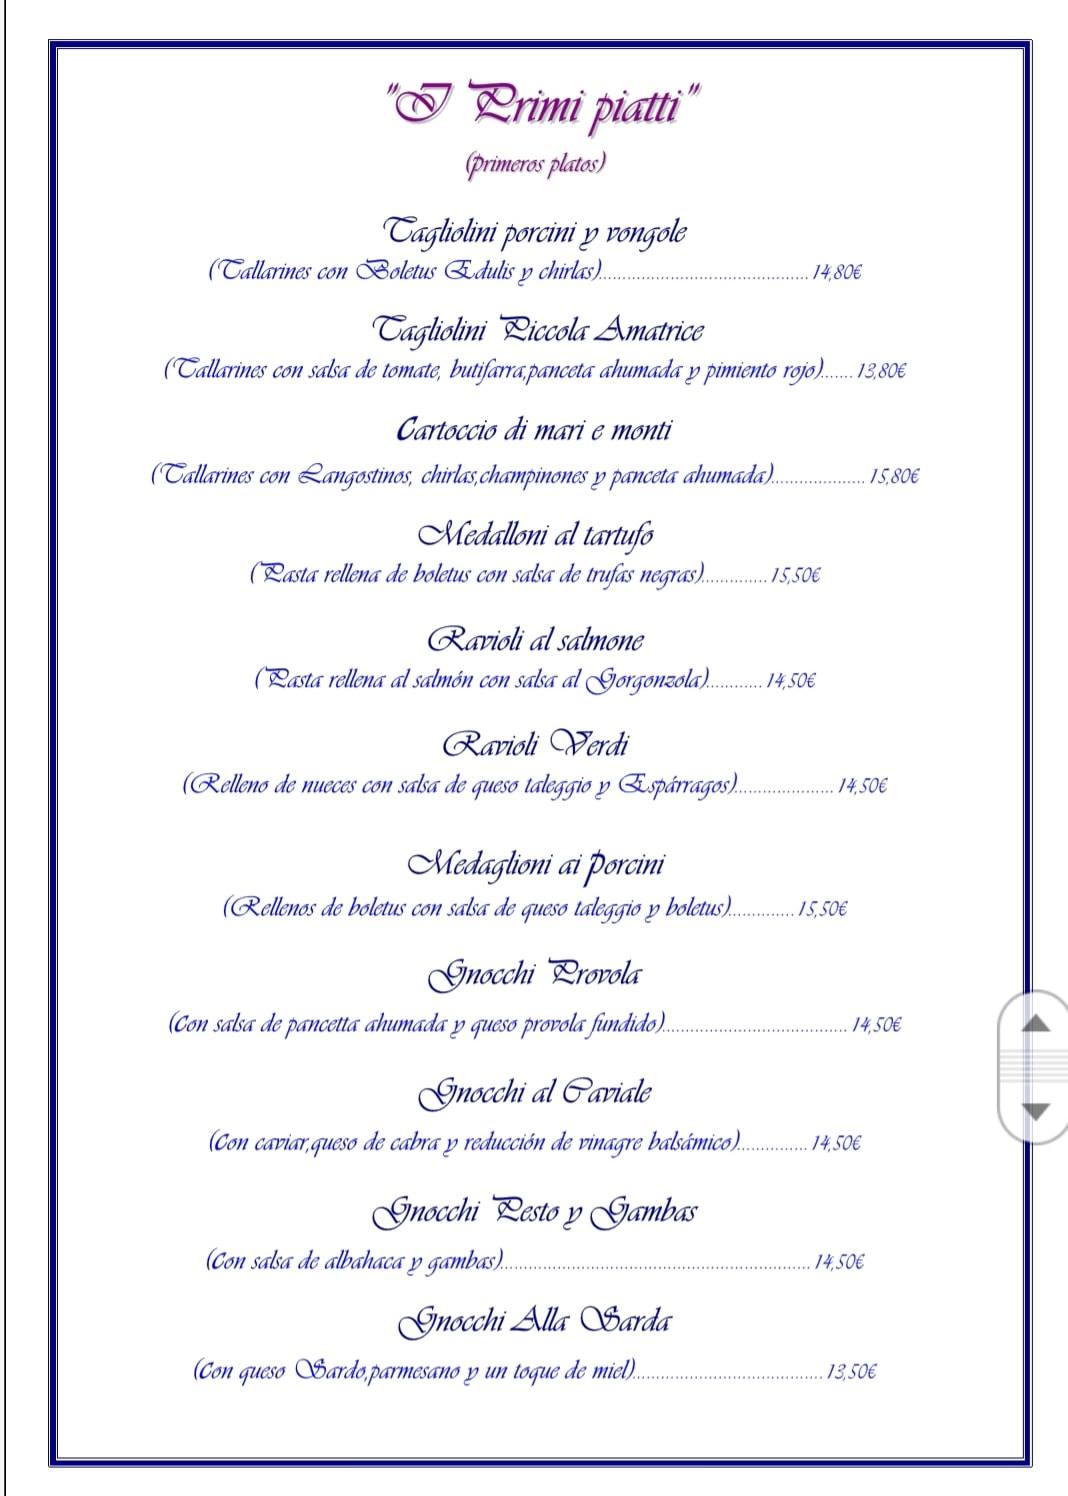 "I Primi piatti"
(primeros platos)
Tagliolini porcini y vongole
(Tallarines con Boletus Edulis y chirlas)............................................ 14,80€
Tagliolini Piccola Amatrice
(Tallarines con salsa de tomate, butifarra,panceta ahumada y pimiento rojo)....... 13,80€
Cartoccio di mari e monti
(Tallarines con Langostinos, chirlas,champinones y panceta ahumada).................... 15,80€
Medalloni al tartufo
(Pasta rellena de boletus con salsa de trufas negras).............. 15,50€
Ravioli al salmone
(Pasta rellena al salmón con salsa al Gorgonzola)............ 14,50€
Ravioli Verdi
(Relleno de nueces con salsa de queso taleggio y Espárragos)..................... 14,50€
Medaglioni ai porcini
(Rellenos de boletus con salsa de queso taleggio y boletus).............. 15,50€
Gnocchi Provola
(Con salsa de pancetta ahumada y queso provola fundido)....................................... 14,50€
Gnocchi al Caviale
(Con caviar,queso de cabra y reducción de vinagre balsámico)............... 14,50€
Gnocchi Pesto y Gambas
(Con salsa de albahaca y gambas)................................................................. 14,50€
Gnocchi Alla Sarda
(Con queso Sardo,parmesano y un toque de miel)........................................ 13,50€